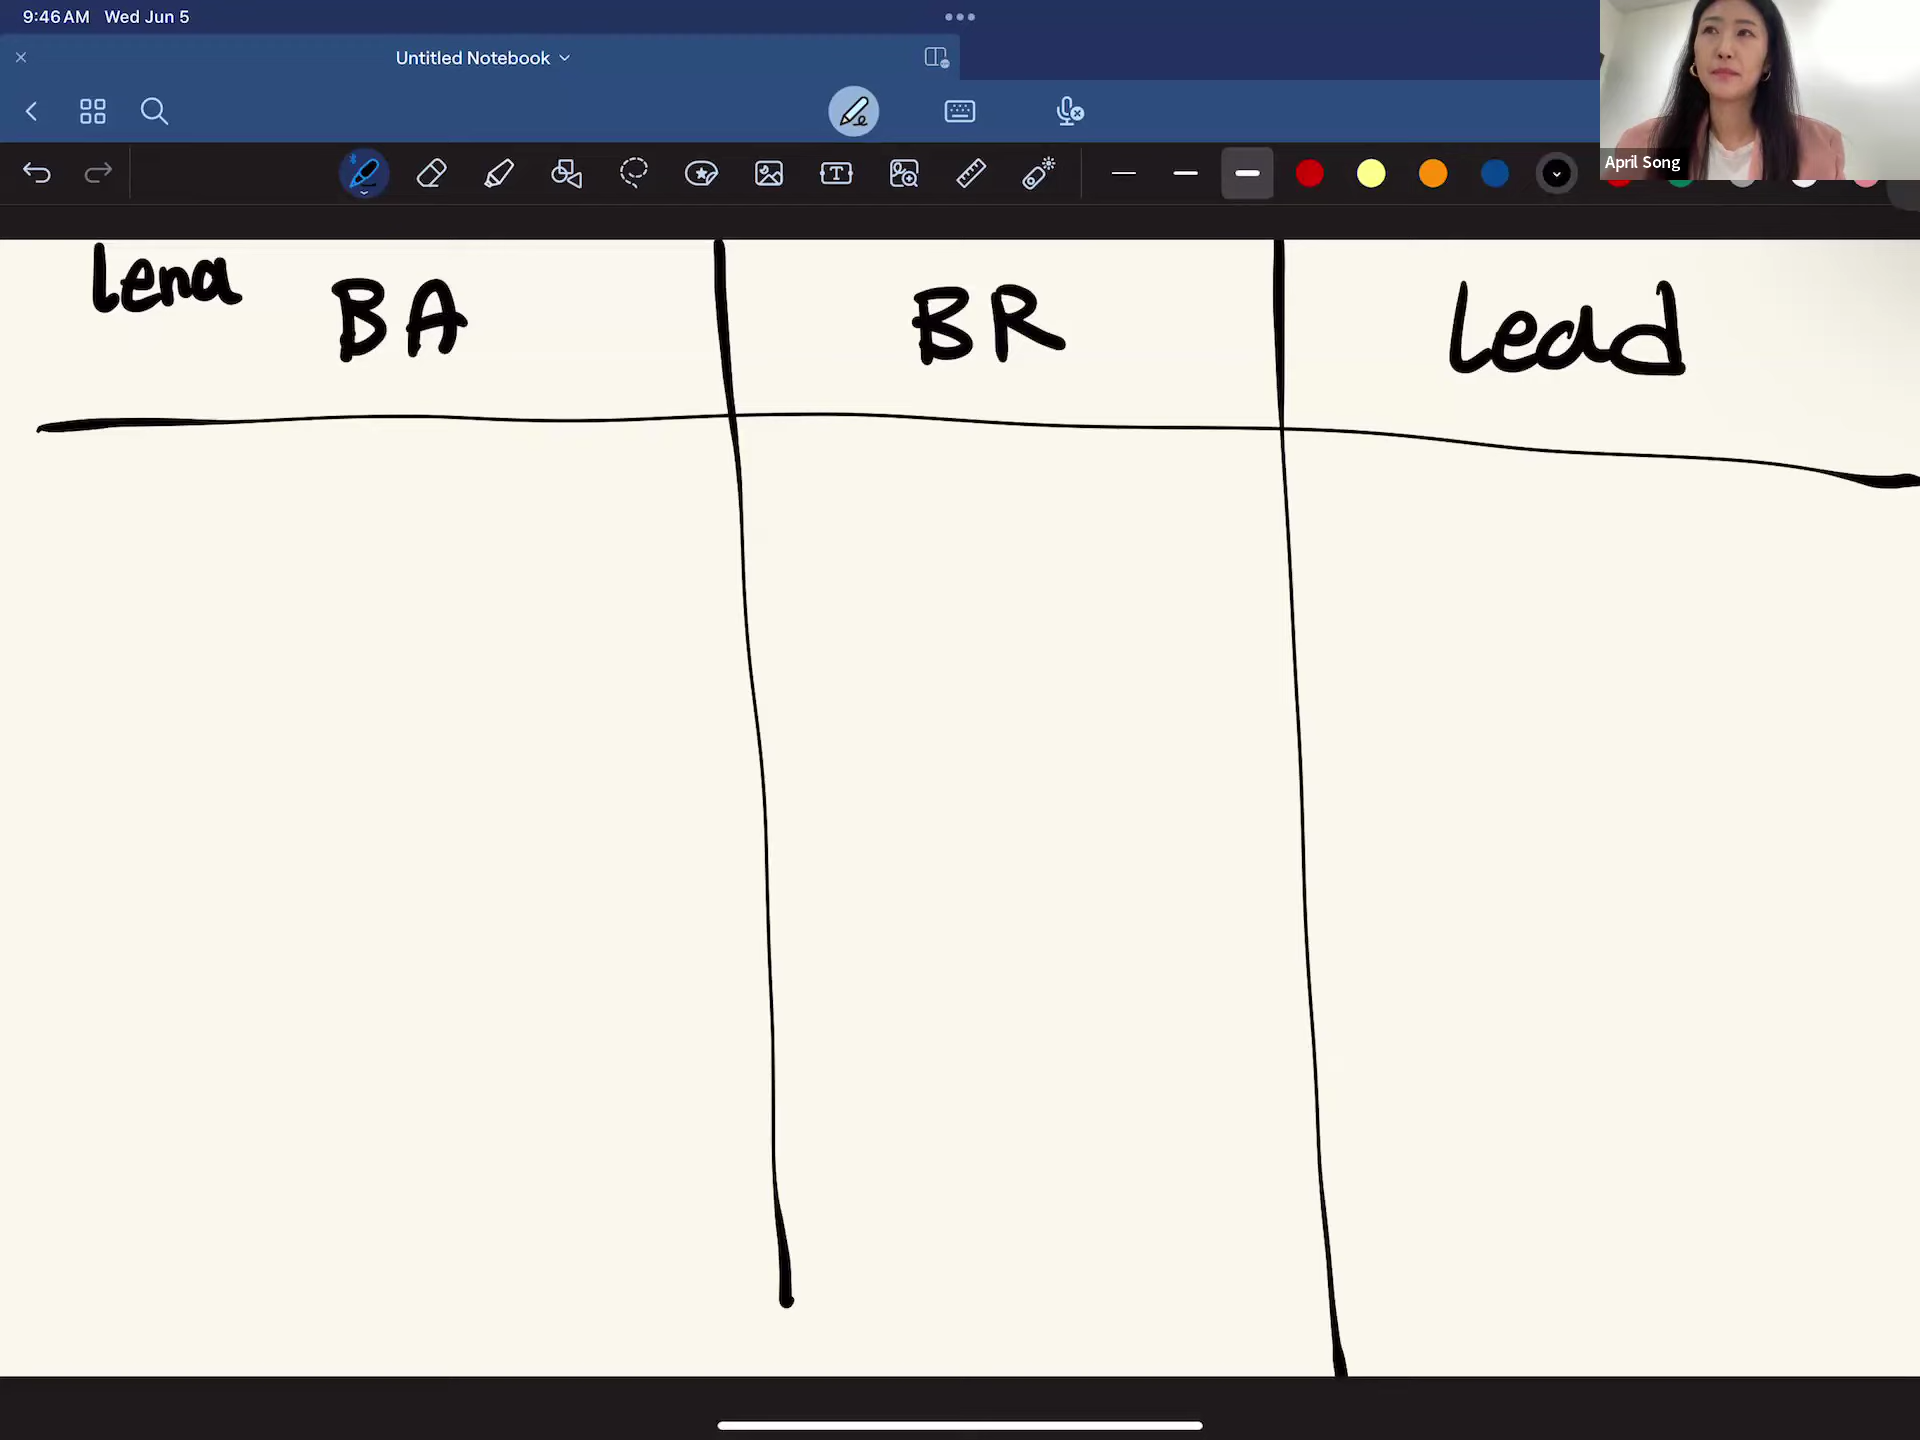 9:46 AM Wed Jun 5
Untitled Notebook
April Song
Lena
BA BR Lead